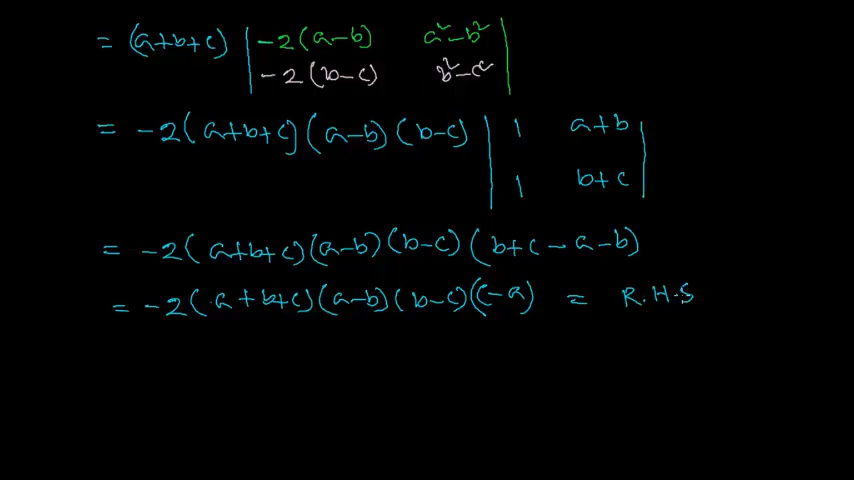 = (a+b+c) | -2(a-b) a²-b² |
| -2(b-c) b²-c² |
= -2(a+b+c)(a-b)(b-c) | 1 a+b |
| 1 b+c |
= -2(a+b+c)(a-b)(b-c)(b+c-a-b)
= -2(a+b+c)(a-b)(b-c)(c-a) = R.H.S